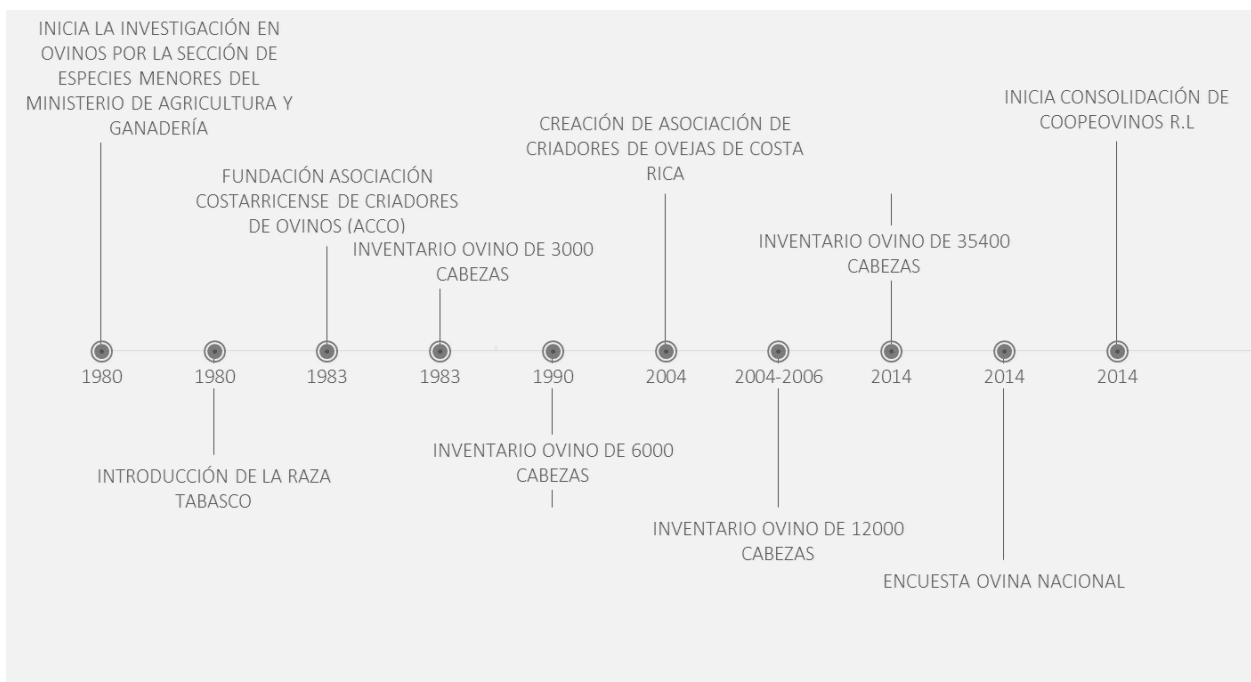 INICIA LA INVESTIGACIÓN EN
OVINOS POR LA SECCIÓN DE
ESPECIES MENORES DEL
MINISTERIO DE AGRICULTURA Y
GANADERÍA
1980
INTRODUCCIÓN DE LA RAZA
TABASCO
1980
FUNDACIÓN ASOCIACIÓN
COSTARRICENSE DE CRIADORES
DE OVINOS (ACCO)
1983
INVENTARIO OVINO DE 3000
CABEZAS
1983
INVENTARIO OVINO DE 6000
CABEZAS
1990
CREACIÓN DE ASOCIACIÓN DE
CRIADORES DE OVEJAS DE COSTA
RICA
2004
INVENTARIO OVINO DE 12000
CABEZAS
2004-2006
INVENTARIO OVINO DE 35400
CABEZAS
2014
ENCUESTA OVINA NACIONAL
2014
INICIA CONSOLIDACIÓN DE
COOPEOVINOS R.L
2014